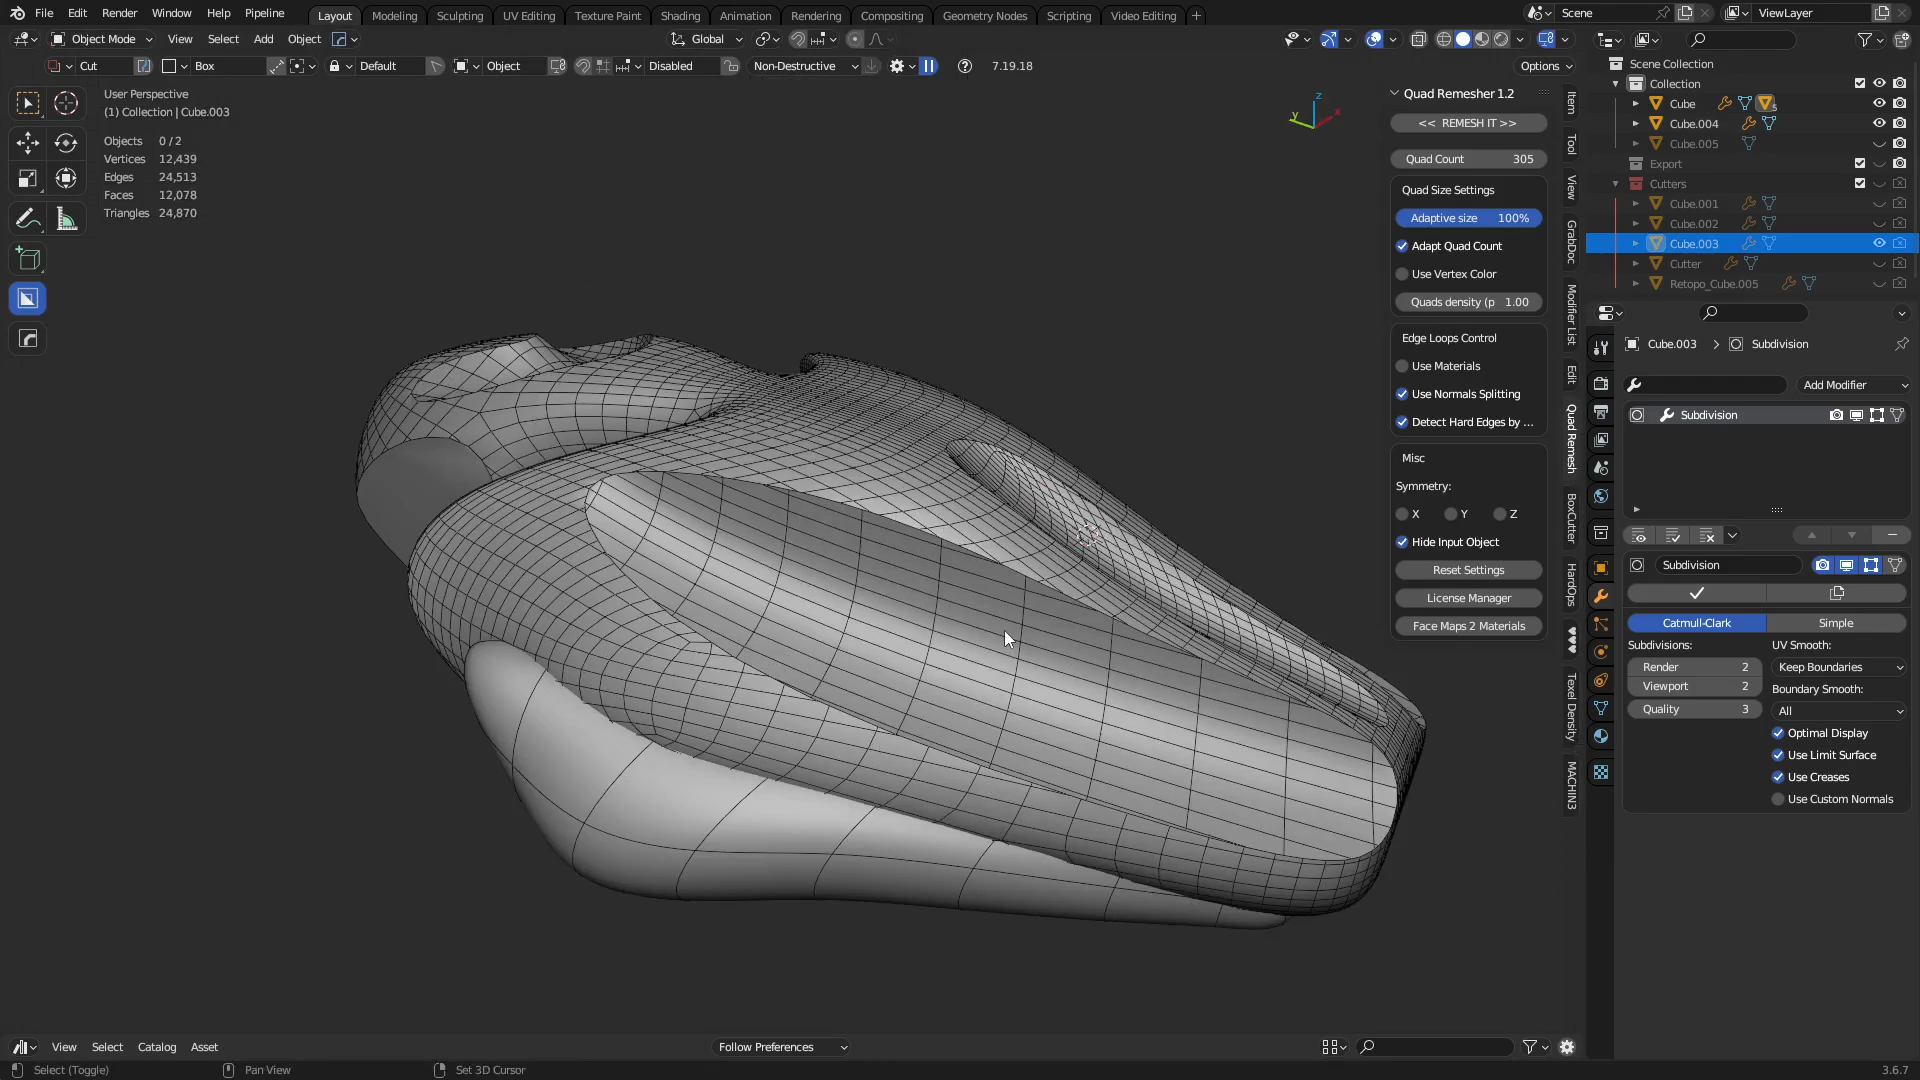 File Edit Render Window Help Pipeline Layout Modeling Sculpting UV Editing Texture Paint Shading Animation Rendering Compositing Geometry Nodes Scripting Video Editing + Scene ViewLayer
Object Mode View Select Add Object Global
Cut Box Default Object Disabled Non-Destructive 7.19.18 Options
User Perspective
(1) Collection | Cube.003
Objects 0 / 2
Vertices 12,439
Edges 24,513
Faces 12,078
Triangles 24,870
z
y
x
Quad Remesher 1.2
<< REMESH IT >>
Quad Count 305
Quad Size Settings
Adaptive size 100%
Adapt Quad Count
Use Vertex Color
Quads density (p 1.00
Edge Loops Control
Use Materials
Use Normals Splitting
Detect Hard Edges by ...
Misc
Symmetry:
X Y Z
Hide Input Object
Reset Settings
License Manager
Face Maps 2 Materials
Item
Tool
View
GrabDoc
Modifier List
Edit
Quad Remesh
BoxCutter
HardOps
♥♥♥
Texel Density
MACHIN3
Scene Collection
Collection
Cube 5
Cube.004
Cube.005
Export
Cutters
Cube.001
Cube.002
Cube.003
Cutter
Retopo_Cube.005
Cube.003 > Subdivision
Add Modifier
Subdivision
Subdivision
Catmull-Clark Simple
Subdivisions: UV Smooth:
Render 2 Keep Boundaries
Viewport 2 Boundary Smooth:
Quality 3 All
Optimal Display
Use Limit Surface
Use Creases
Use Custom Normals
View Select Catalog Asset Follow Preferences
Select (Toggle) Pan View Set 3D Cursor 3.6.7